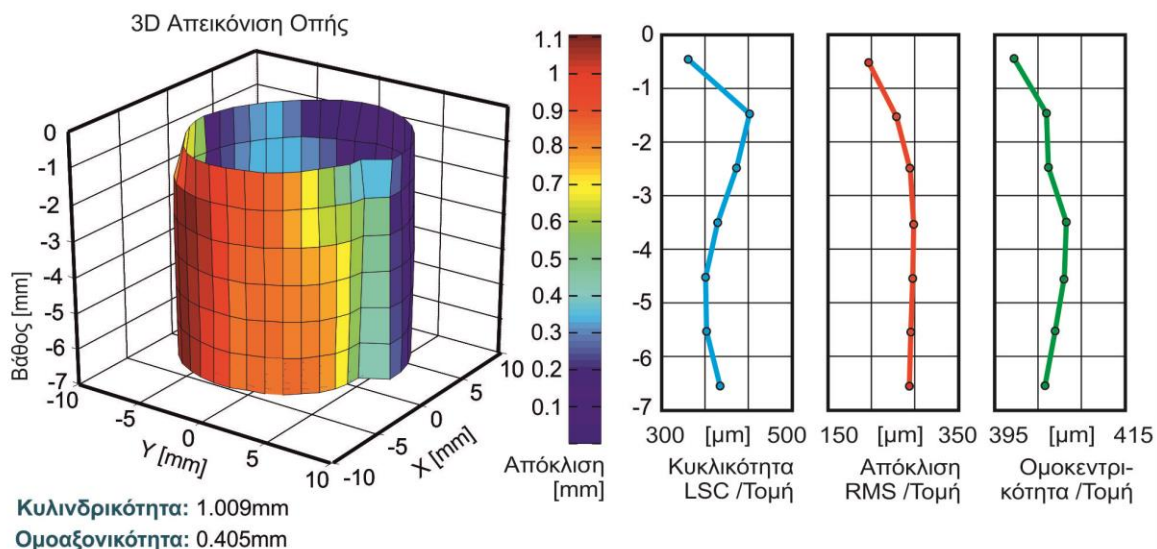 3D Απεικόνιση Οπής
0
-1
-2
-3
-4
-5
-6
-7
Βάθος [mm]
-10
-5
0
5
10
Y [mm]
-10
-5
0
5
10
X [mm]
1.1
1
0.9
0.8
0.7
0.6
0.5
0.4
0.3
0.2
0.1
Απόκλιση
[mm]
0
-1
-2
-3
-4
-5
-6
-7
300 [μm] 500
Κυκλικότητα
LSC /Τομή
150 [μm] 350
Απόκλιση
RMS /Τομή
395 [μm] 415
Ομοκεντρι-
κότητα /Τομή
Κυλινδρικότητα: 1.009mm
Ομοαξονικότητα: 0.405mm